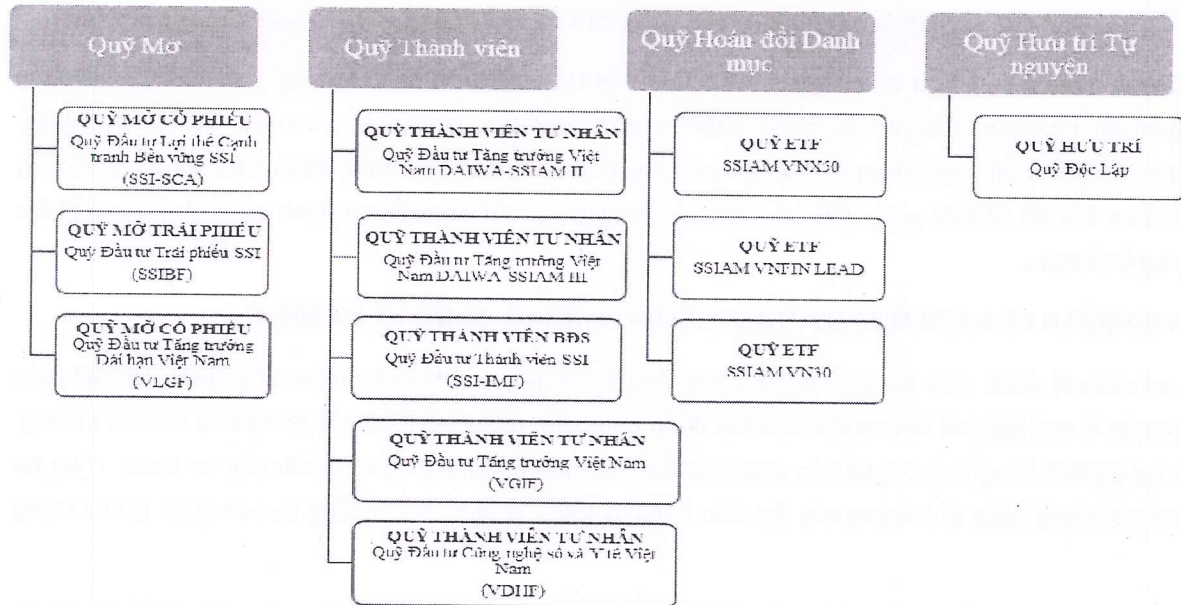 Quỹ Mở
QUỸ MỞ CỔ PHIẾU
Quỹ Đầu tư Lợi thế Cạnh
tranh Bền vững SSI
(SSI-SCA)
QUỸ MỞ TRÁI PHIẾU
Quỹ Đầu tư Trái phiếu SSI
(SSIBF)
QUỸ MỞ CỔ PHIẾU
Quỹ Đầu tư Tăng trưởng
Dài hạn Việt Nam
(VLGF)
Quỹ Thành viên
QUỸ THÀNH VIÊN TƯ NHÂN
Quỹ Đầu tư Tăng trưởng Việt
Nam DAIWA-SSIAM II
QUỸ THÀNH VIÊN TƯ NHÂN
Quỹ Đầu tư Tăng trưởng Việt
Nam DAIWA-SSIAM III
QUỸ THÀNH VIÊN BĐS
Quỹ Đầu tư Thành viên SSI
(SSI-IMF)
QUỸ THÀNH VIÊN TƯ NHÂN
Quỹ Đầu tư Tăng trưởng Việt Nam
(VGIF)
QUỸ THÀNH VIÊN TƯ NHÂN
Quỹ Đầu tư Công nghệ số và Y tế Việt
Nam
(VDHF)
Quỹ Hoán đổi Danh
mục
QUỸ ETF
SSIAM VNX50
QUỸ ETF
SSIAM VNFIN LEAD
QUỸ ETF
SSIAM VN30
Quỹ Hưu trí Tự
nguyện
QUỸ HƯU TRÍ
Quỹ Độc Lập